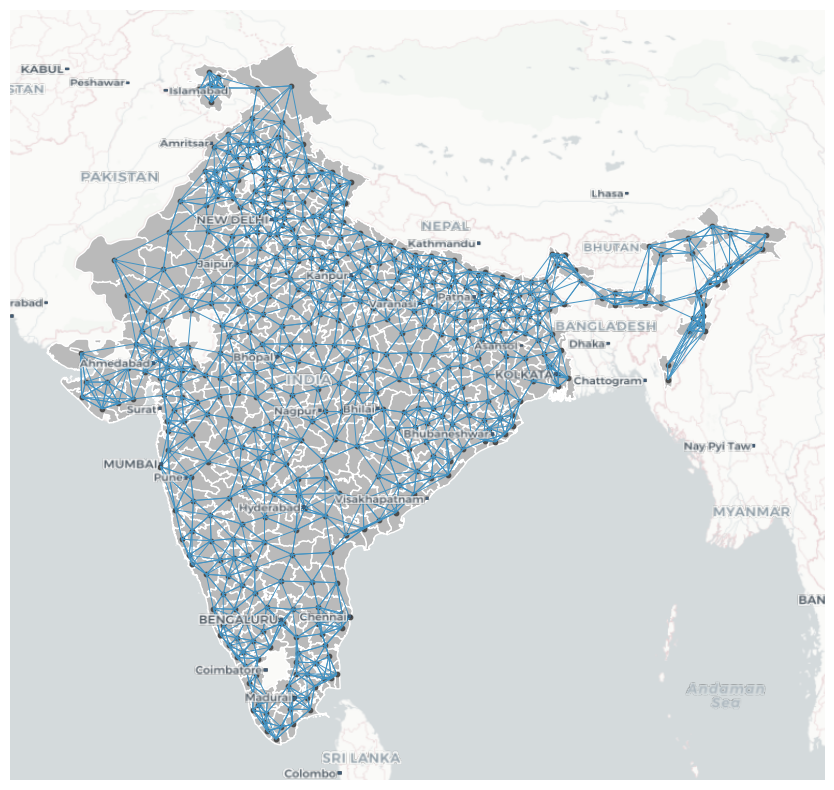 KABUL
Peshawar
STAN
Islamabad
Amritsar
PAKISTAN
Lhasa
NEW DELHI
NEPAL
Kathmandu
BHUTAN
Jaipur
Kanpur
Varanasi
Patna
rabad
BANGLADESH
Asansol
Dhaka
Ahmedabad
Bhopal
KOLKATA
Chattogram
INDIA
Surat
Nagpur
Bhilai
Bhubaneshwar
Nay Pyi Taw
MUMBAI
Pune
Visakhapatnam
Hyderabad
MYANMAR
BAN
BENGALURU
Chennai
Coimbatore
Madurai
Andaman
Sea
SRI LANKA
Colombo